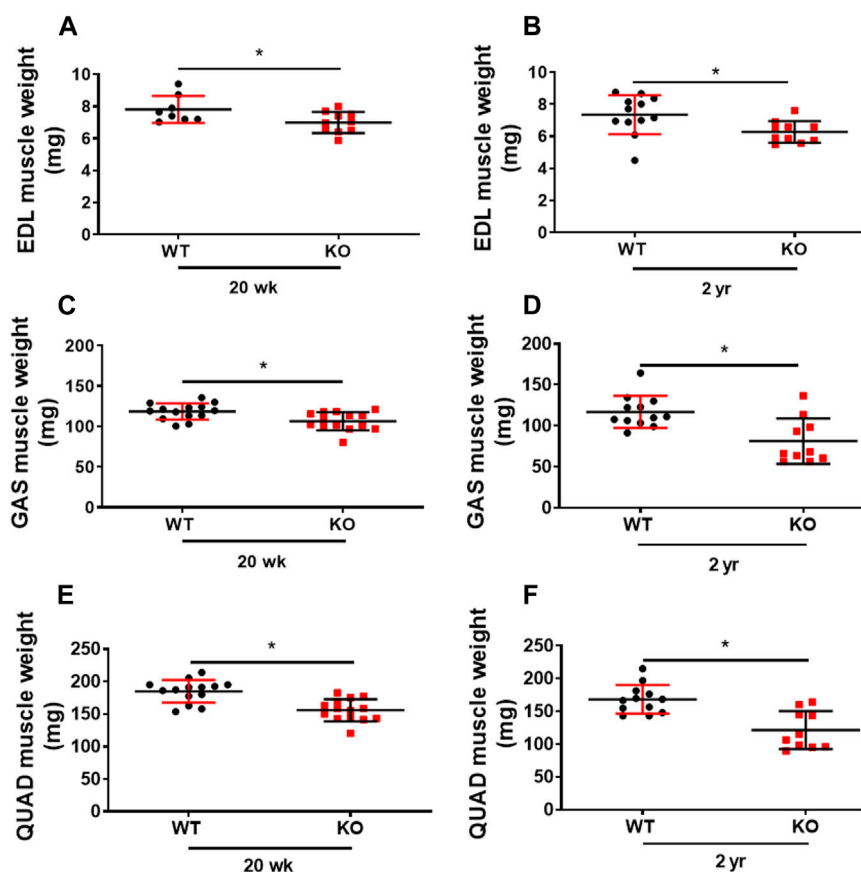 A
*
EDL muscle weight
(mg)
10
8
6
4
2
0
WT KO
20 wk
B
*
EDL muscle weight
(mg)
10
8
6
4
2
0
WT KO
2 yr
C
*
GAS muscle weight
(mg)
200
150
100
50
0
WT KO
20 wk
D
*
GAS muscle weight
(mg)
200
150
100
50
0
WT KO
2 yr
E
*
QUAD muscle weight
(mg)
250
200
150
100
50
0
WT KO
20 wk
F
*
QUAD muscle weight
(mg)
250
200
150
100
50
0
WT KO
2 yr